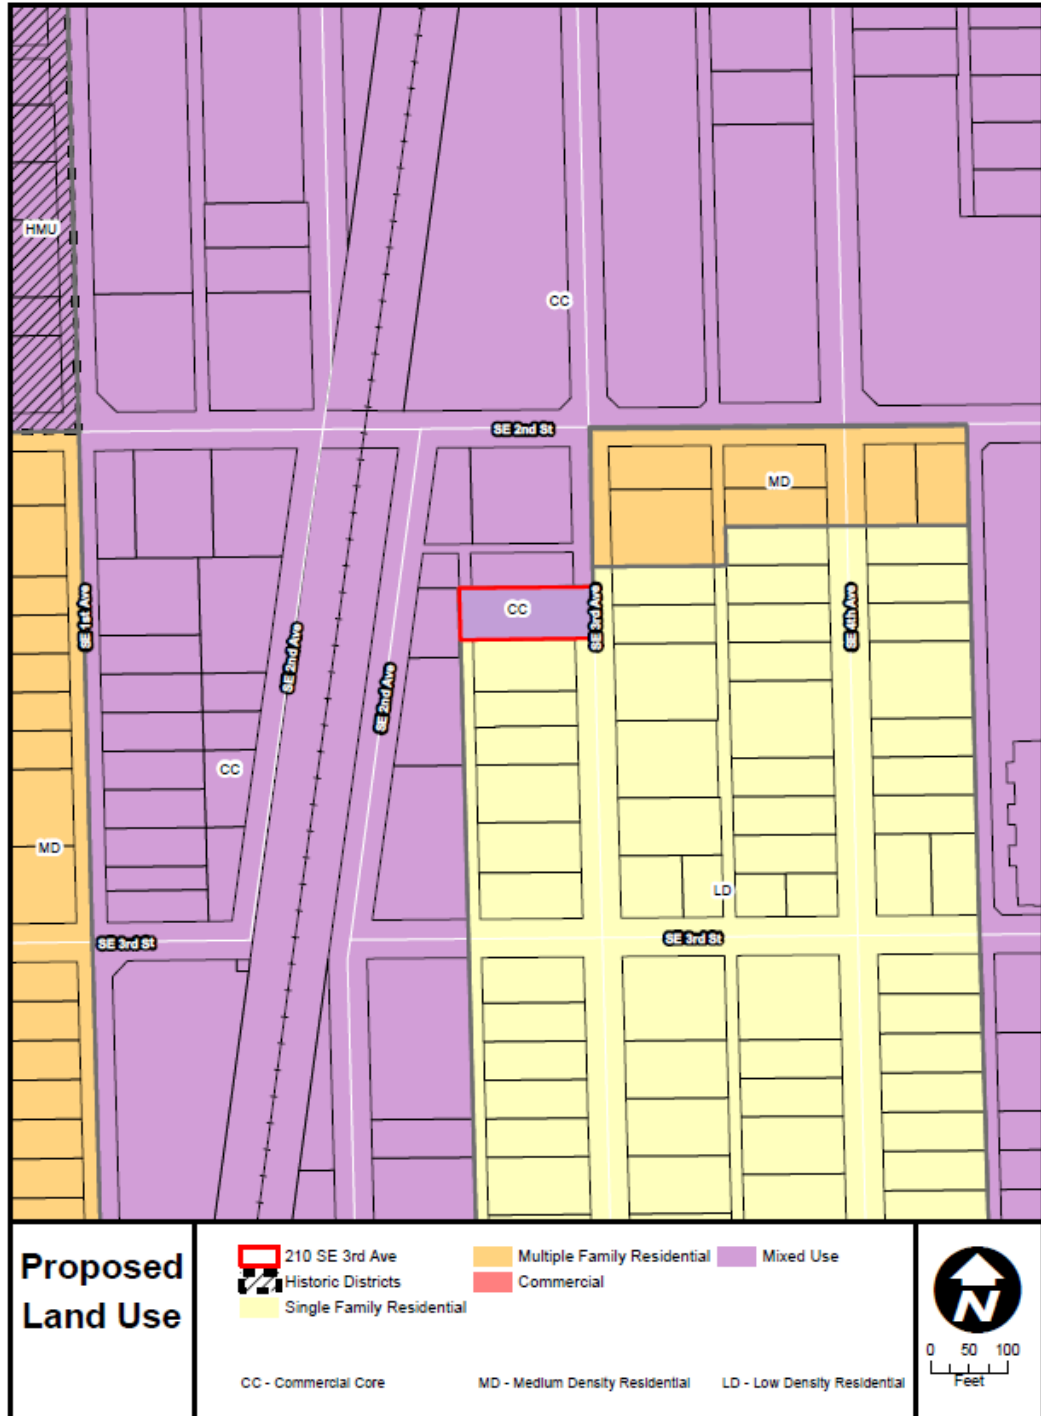 HMU
CC
SE 2nd St
MD
SE 1st Ave
SE 2nd Ave
SE 2nd Ave
CC
SE 3rd Ave
SE 4th Ave
CC
MD
LD
SE 3rd St
SE 3rd St
Proposed
Land Use
210 SE 3rd Ave
Historic Districts
Single Family Residential
Multiple Family Residential
Commercial
Mixed Use
CC - Commercial Core
MD - Medium Density Residential
LD - Low Density Residential
N
0 50 100
Feet